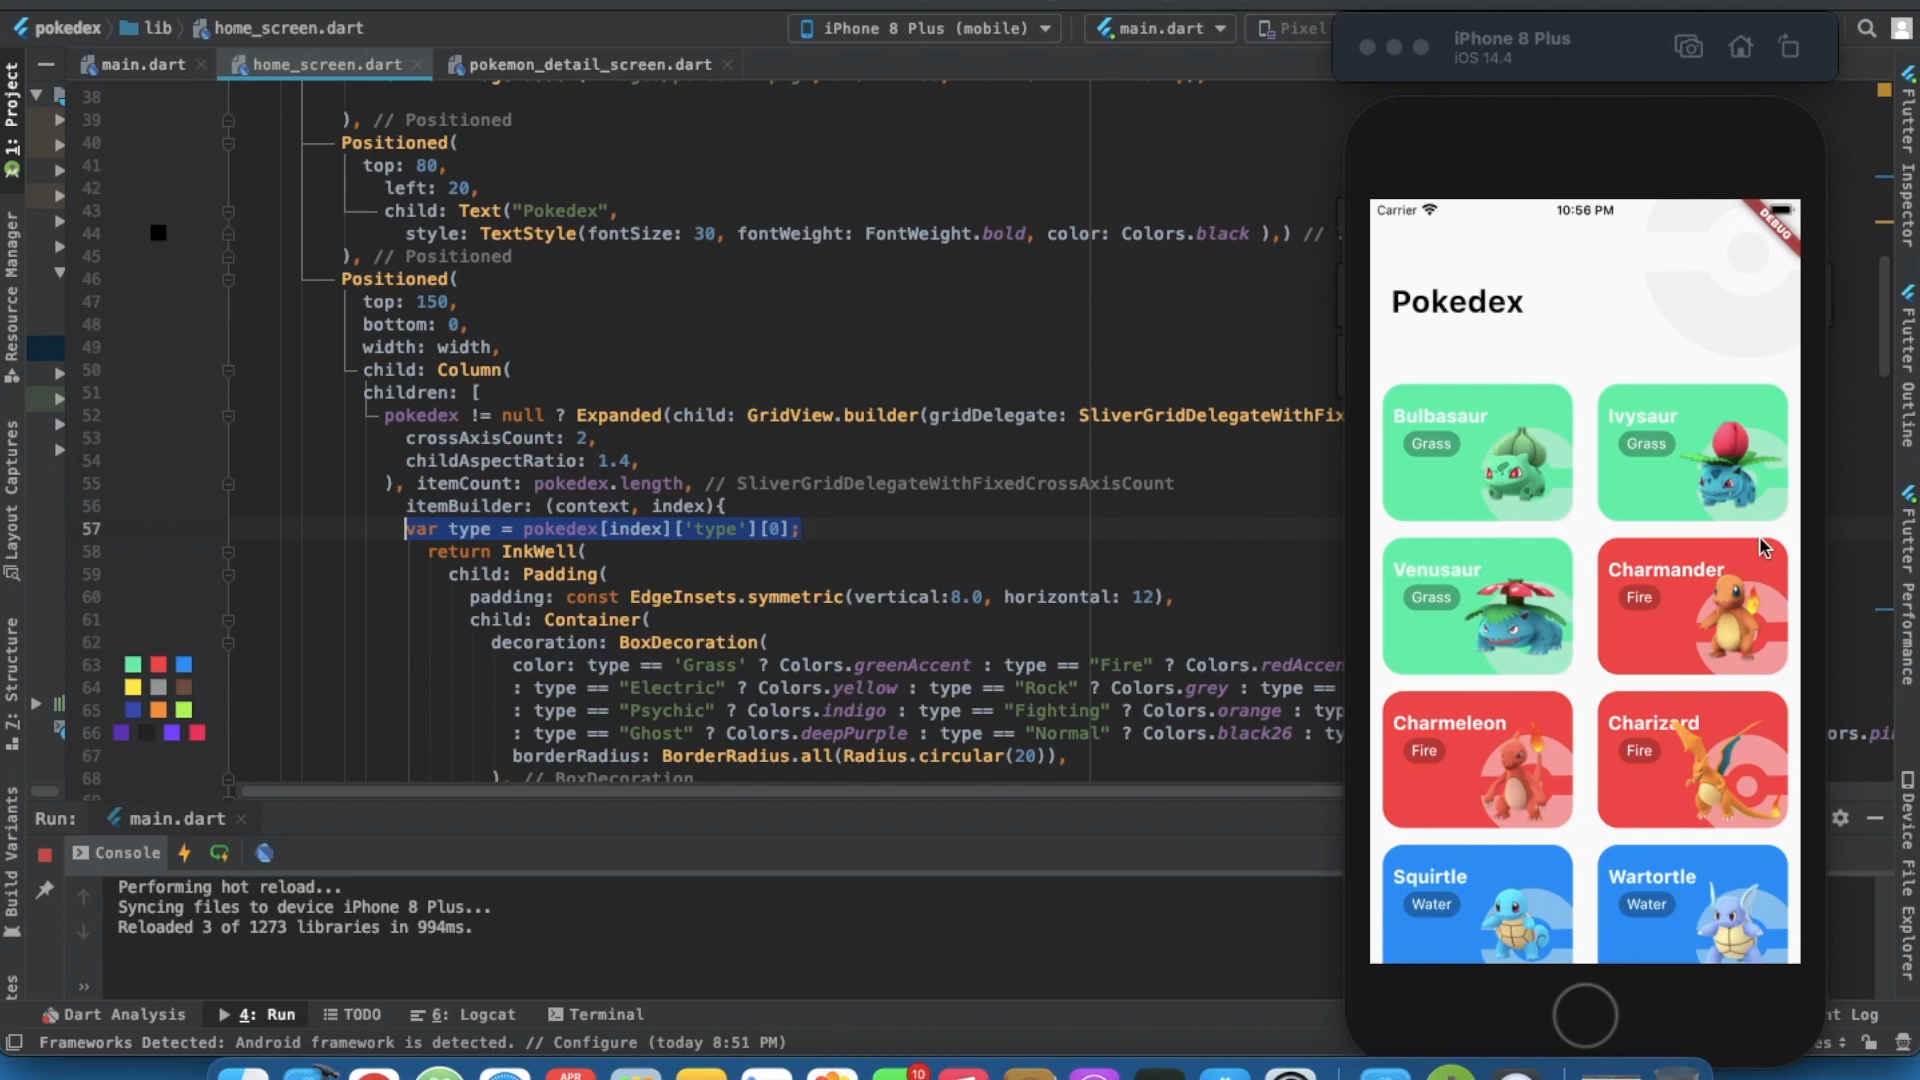 pokedex lib home_screen.dart
iPhone 8 Plus (mobile) main.dart Pixel
main.dart home_screen.dart pokemon_detail_screen.dart
38
39 ), // Positioned
40 Positioned(
41 top: 80,
42 left: 20,
43 child: Text("Pokedex",
44 style: TextStyle(fontSize: 30, fontWeight: FontWeight.bold, color: Colors.black ),) //
45 ), // Positioned
46 Positioned(
47 top: 150,
48 bottom: 0,
49 width: width,
50 child: Column(
51 children: [
52 pokedex != null ? Expanded(child: GridView.builder(gridDelegate: SliverGridDelegateWithFix
53 crossAxisCount: 2,
54 childAspectRatio: 1.4,
55 ), itemCount: pokedex.length, // SliverGridDelegateWithFixedCrossAxisCount
56 itemBuilder: (context, index){
57 var type = pokedex[index]['type'][0];
58 return InkWell(
59 child: Padding(
60 padding: const EdgeInsets.symmetric(vertical:8.0, horizontal: 12),
61 child: Container(
62 decoration: BoxDecoration(
63 color: type == 'Grass' ? Colors.greenAccent : type == "Fire" ? Colors.redAccen
64 : type == "Electric" ? Colors.yellow : type == "Rock" ? Colors.grey : type ==
65 : type == "Psychic" ? Colors.indigo : type == "Fighting" ? Colors.orange : typ
66 : type == "Ghost" ? Colors.deepPurple : type == "Normal" ? Colors.black26 : ty
67 borderRadius: BorderRadius.all(Radius.circular(20)),
68 ), // BoxDecoration
1: Project
Resource Manager
Layout Captures
Z: Structure
Build Variants
Run: main.dart
Console
Performing hot reload...
Syncing files to device iPhone 8 Plus...
Reloaded 3 of 1273 libraries in 994ms.
Dart Analysis 4: Run TODO 6: Logcat Terminal
Frameworks Detected: Android framework is detected. // Configure (today 8:51 PM)
iPhone 8 Plus
iOS 14.4
Carrier 10:56 PM
DEBUG
Pokedex
Bulbasaur
Grass
Ivysaur
Grass
Venusaur
Grass
Charmander
Fire
Charmeleon
Fire
Charizard
Fire
Squirtle
Water
Wartortle
Water
Flutter Inspector
Flutter Outline
Flutter Performance
Device File Explorer
APR
10